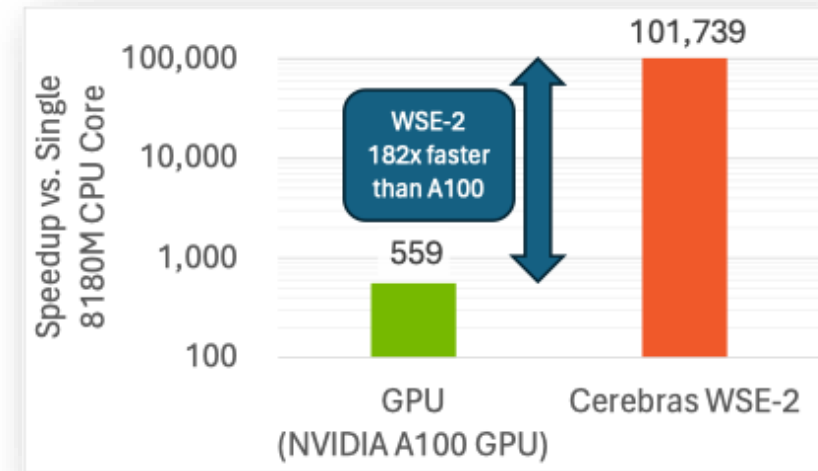 Speedup vs. Single
8180M CPU Core
100,000
10,000
1,000
100
101,739
WSE-2
182x faster
than A100
559
GPU
(NVIDIA A100 GPU)
Cerebras WSE-2